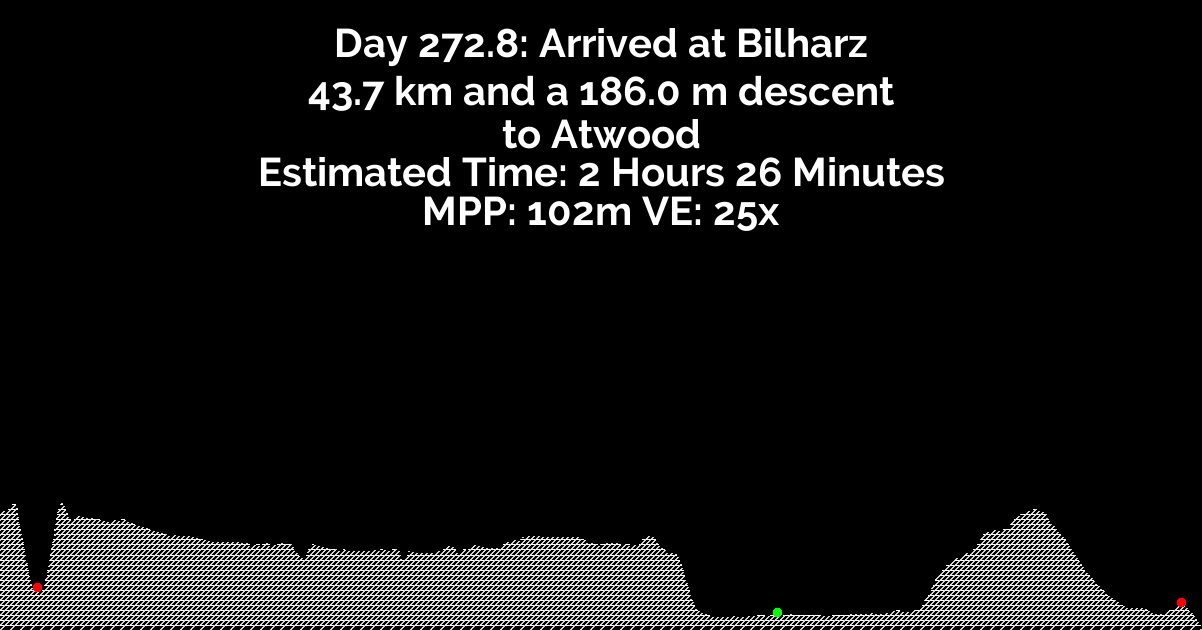 Day 272.8: Arrived at Bilharz
43.7 km and a 186.0 m descent
to Atwood
Estimated Time: 2 Hours 26 Minutes
MPP: 102m VE: 25x